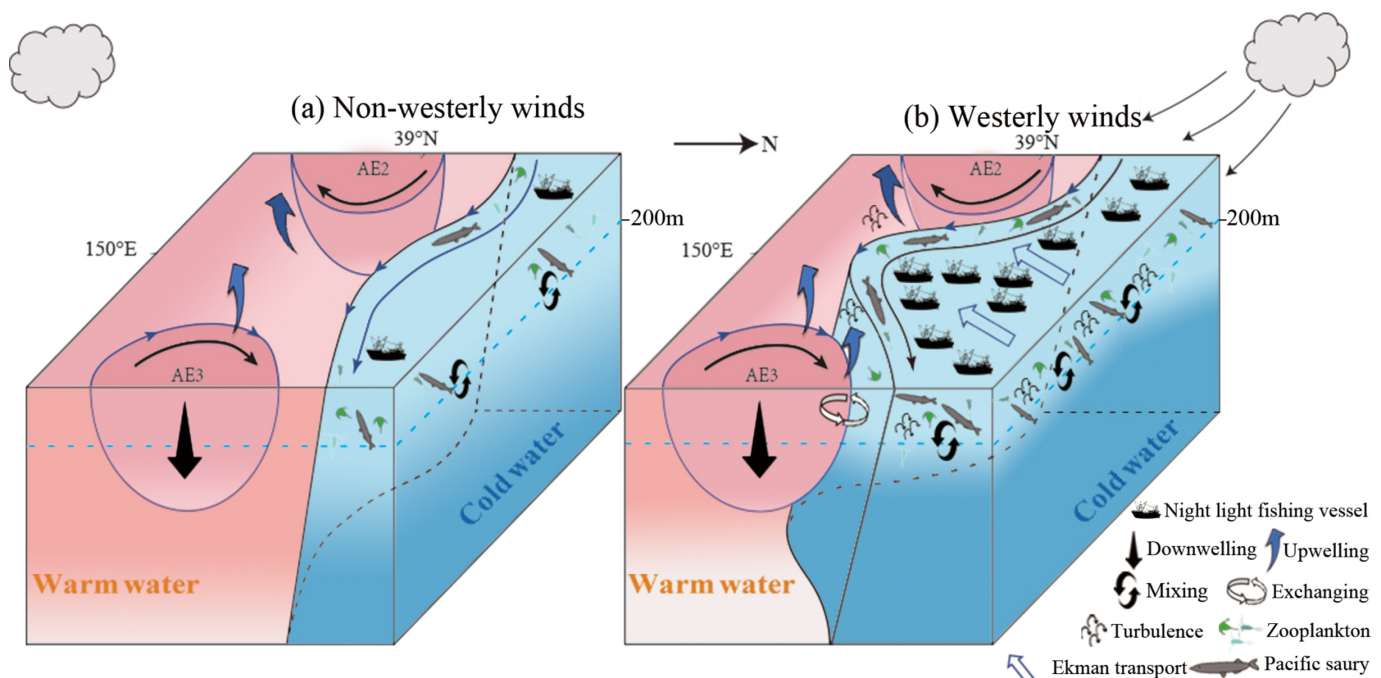 (a) Non-westerly winds
39°N
AE2
150°E
200m
AE3
Warm water
Cold water
N
(b) Westerly winds
39°N
AE2
150°E
200m
AE3
Warm water
Cold water
Night light fishing vessel
Downwelling
Upwelling
Mixing
Exchanging
Turbulence
Zooplankton
Ekman transport
Pacific saury